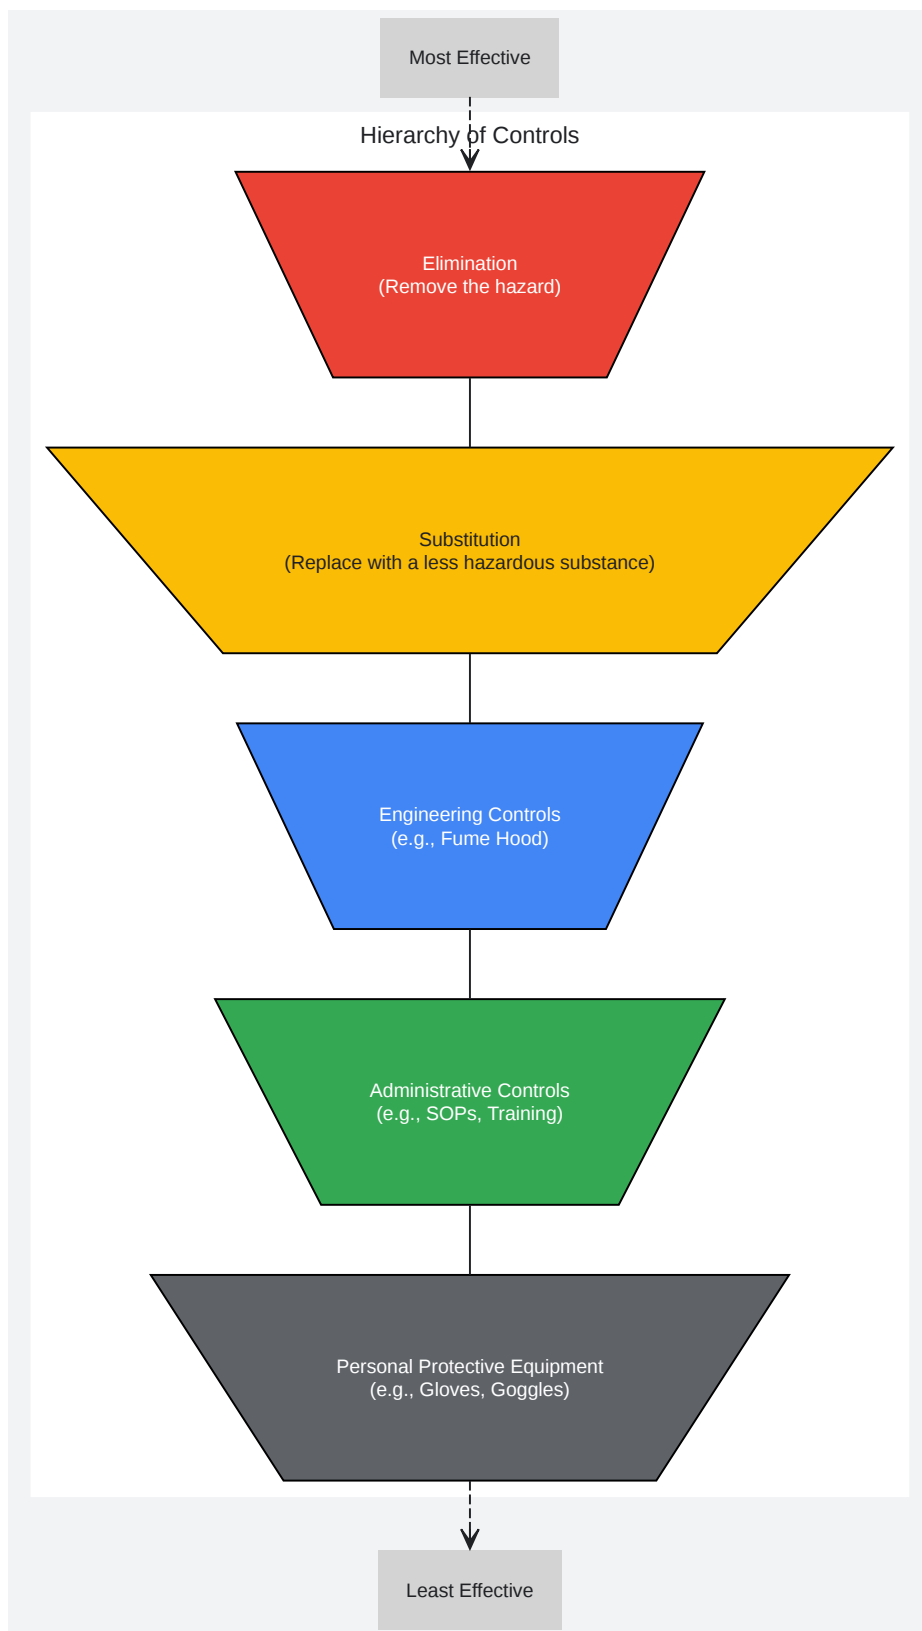 Most Effective
Hierarchy of Controls
Elimination
(Remove the hazard)
Substitution
(Replace with a less hazardous substance)
Engineering Controls
(e.g., Fume Hood)
Administrative Controls
(e.g., SOPs, Training)
Personal Protective Equipment
(e.g., Gloves, Goggles)
Least Effective